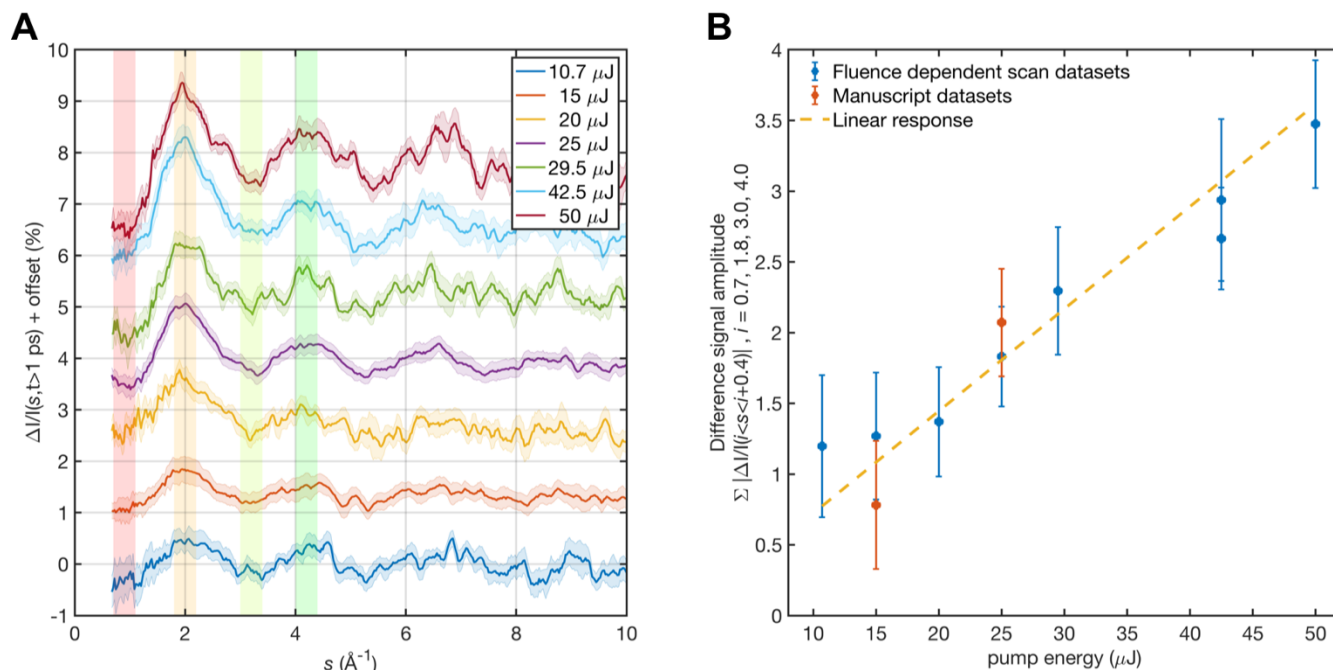 A
ΔI/I(s,t>1 ps) + offset (%)
10
9
8
7
6
5
4
3
2
1
0
-1
10.7 μJ
15 μJ
20 μJ
25 μJ
29.5 μJ
42.5 μJ
50 μJ
0 2 4 6 8 10
s (Å⁻¹)
B
Difference signal amplitude
Σ |ΔI/I(i<s<i+0.4)| , i = 0.7, 1.8, 3.0, 4.0
4
3.5
3
2.5
2
1.5
1
0.5
0
Fluence dependent scan datasets
Manuscript datasets
Linear response
10 15 20 25 30 35 40 45 50
pump energy (μJ)